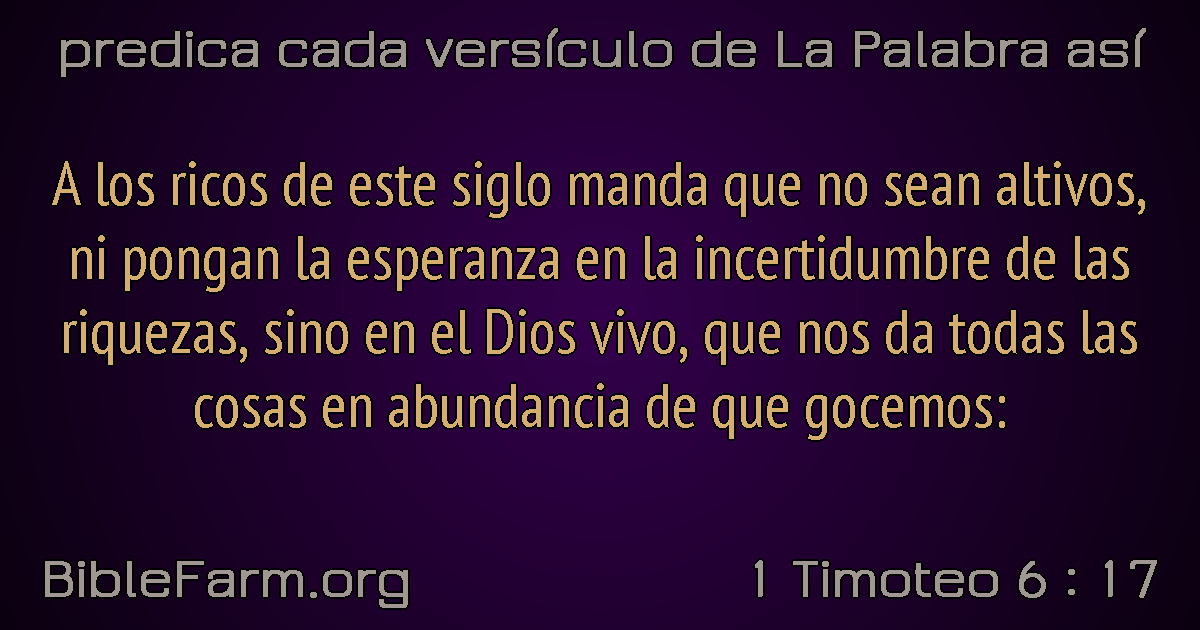 predica cada versículo de La Palabra así
A los ricos de este siglo manda que no sean altivos,
ni pongan la esperanza en la incertidumbre de las
riquezas, sino en el Dios vivo, que nos da todas las
cosas en abundancia de que gocemos:
BibleFarm.org
1 Timoteo 6 : 17